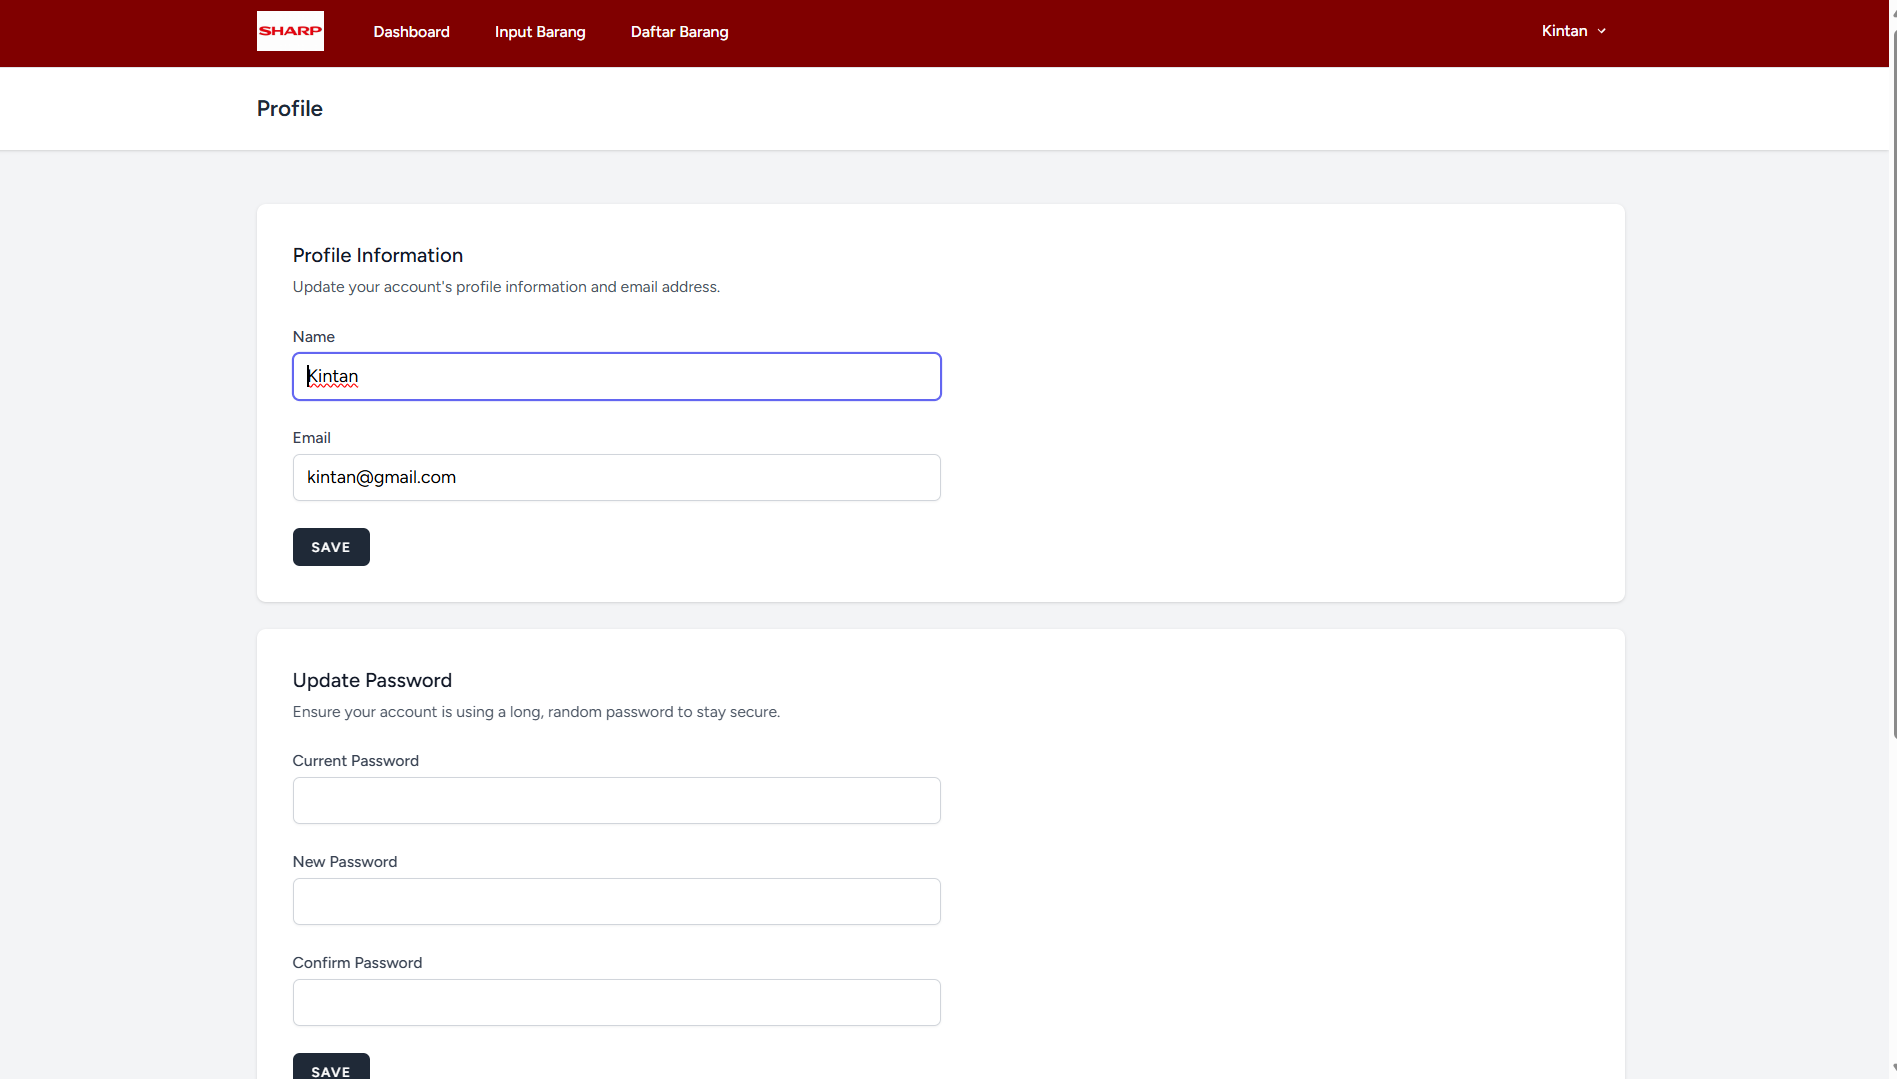 SHARP Dashboard Input Barang Daftar Barang Kintan
Profile
Profile Information
Update your account's profile information and email address.
Name
Kintan
Email
kintan@gmail.com
SAVE
Update Password
Ensure your account is using a long, random password to stay secure.
Current Password
New Password
Confirm Password
SAVE